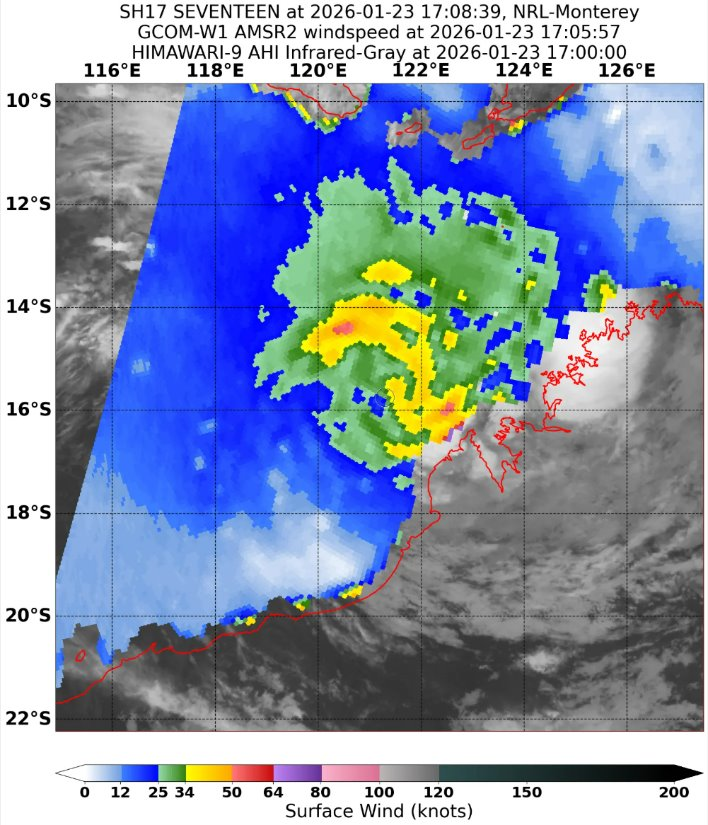 SH17 SEVENTEEN at 2026-01-23 17:08:39, NRL-Monterey
GCOM-W1 AMSR2 windspeed at 2026-01-23 17:05:57
HIMAWARI-9 AHI Infrared-Gray at 2026-01-23 17:00:00
116°E 118°E 120°E 122°E 124°E 126°E
10°S
12°S
14°S
16°S
18°S
20°S
22°S
0 12 25 34 50 64 80 100 120 150 200
Surface Wind (knots)